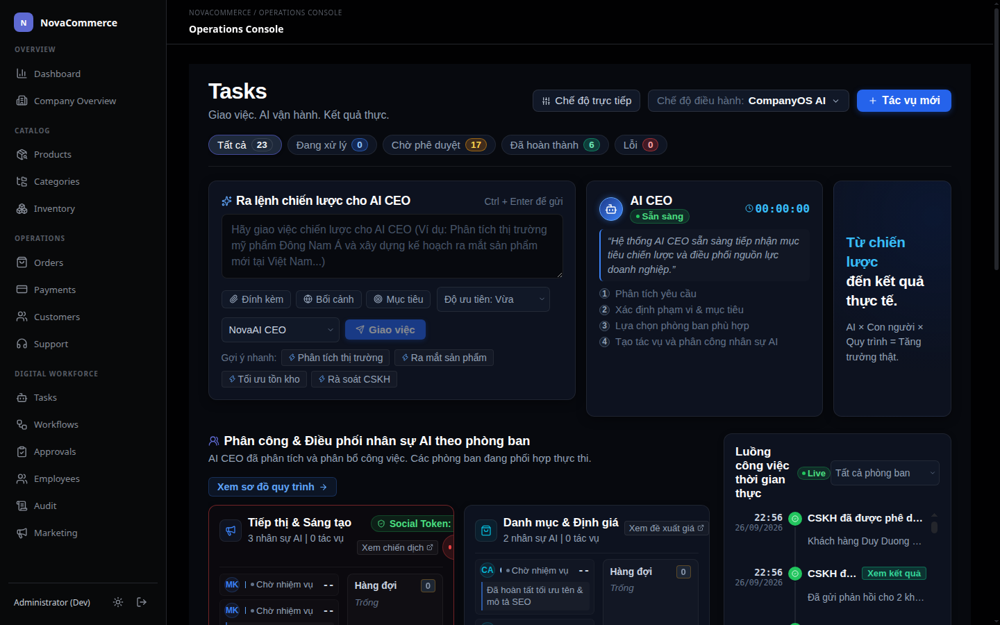 N NovaCommerce
OVERVIEW
Dashboard
Company Overview
CATALOG
Products
Categories
Inventory
OPERATIONS
Orders
Payments
Customers
Support
DIGITAL WORKFORCE
Tasks
Workflows
Approvals
Employees
Audit
Marketing
Administrator (Dev)
NOVACOMMERCE / OPERATIONS CONSOLE
Operations Console
Tasks
Giao việc. AI vận hành. Kết quả thực.
Chế độ trực tiếp
Chế độ điều hành: CompanyOS AI
Tác vụ mới
Tất cả 23
Đang xử lý 0
Chờ phê duyệt 17
Đã hoàn thành 6
Lỗi 0
Ra lệnh chiến lược cho AI CEO
Ctrl + Enter để gửi
Hãy giao việc chiến lược cho AI CEO (Ví dụ: Phân tích thị trường
mỹ phẩm Đông Nam Á và xây dựng kế hoạch ra mắt sản phẩm
mới tại Việt Nam...)
Đính kèm
Bối cảnh
Mục tiêu
Độ ưu tiên: Vừa
NovaAI CEO
Giao việc
Gợi ý nhanh:
Phân tích thị trường
Ra mắt sản phẩm
Tối ưu tồn kho
Rà soát CSKH
AI CEO
Sẵn sàng
00:00:00
“Hệ thống AI CEO sẵn sàng tiếp nhận mục
tiêu chiến lược và điều phối nguồn lực
doanh nghiệp.”
1 Phân tích yêu cầu
2 Xác định phạm vi & mục tiêu
3 Lựa chọn phòng ban phù hợp
4 Tạo tác vụ và phân công nhân sự AI
Từ chiến
lược
đến kết quả
thực tế.
AI × Con người ×
Quy trình = Tăng
trưởng thật.
Phân công & Điều phối nhân sự AI theo phòng ban
AI CEO đã phân tích và phân bổ công việc. Các phòng ban đang phối hợp thực thi.
Xem sơ đồ quy trình
Tiếp thị & Sáng tạo
3 nhân sự AI | 0 tác vụ
Social Token:
Xem chiến dịch
MK Chờ nhiệm vụ --
MK Chờ nhiệm vụ --
Hàng đợi 0
Trống
Danh mục & Định giá
2 nhân sự AI | 0 tác vụ
Xem đề xuất giá
CA Chờ nhiệm vụ --
Đã hoàn tất tối ưu tên &
mô tả SEO
Hàng đợi 0
Trống
Luồng
công việc
thời gian
thực
Live
Tất cả phòng ban
22:56
26/09/2026
CSKH đã được phê d...
Khách hàng Duy Duong ...
22:56
26/09/2026
CSKH đ...
Xem kết quả
Đã gửi phản hồi cho 2 kh...